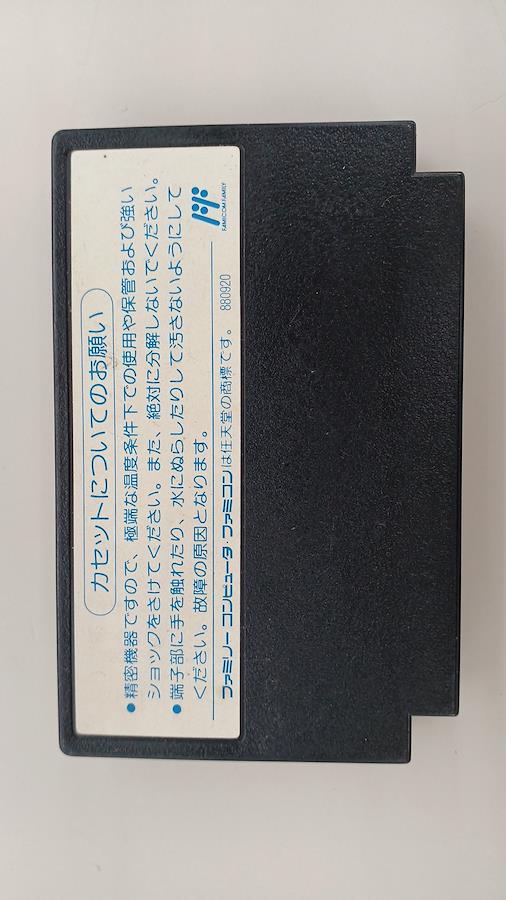 カセットについてのお願い
●精密機器ですので、極端な温度条件下での使用や保管および強い
ショックをさけてください。また、絶対に分解しないでください。
●端子部に手を触れたり、水にぬらしたりして汚さないようにして
ください。故障の原因となります。
ファミリーコンピュータ・ファミコンは任天堂の商標です。 880920
FAMICOM FAMILY